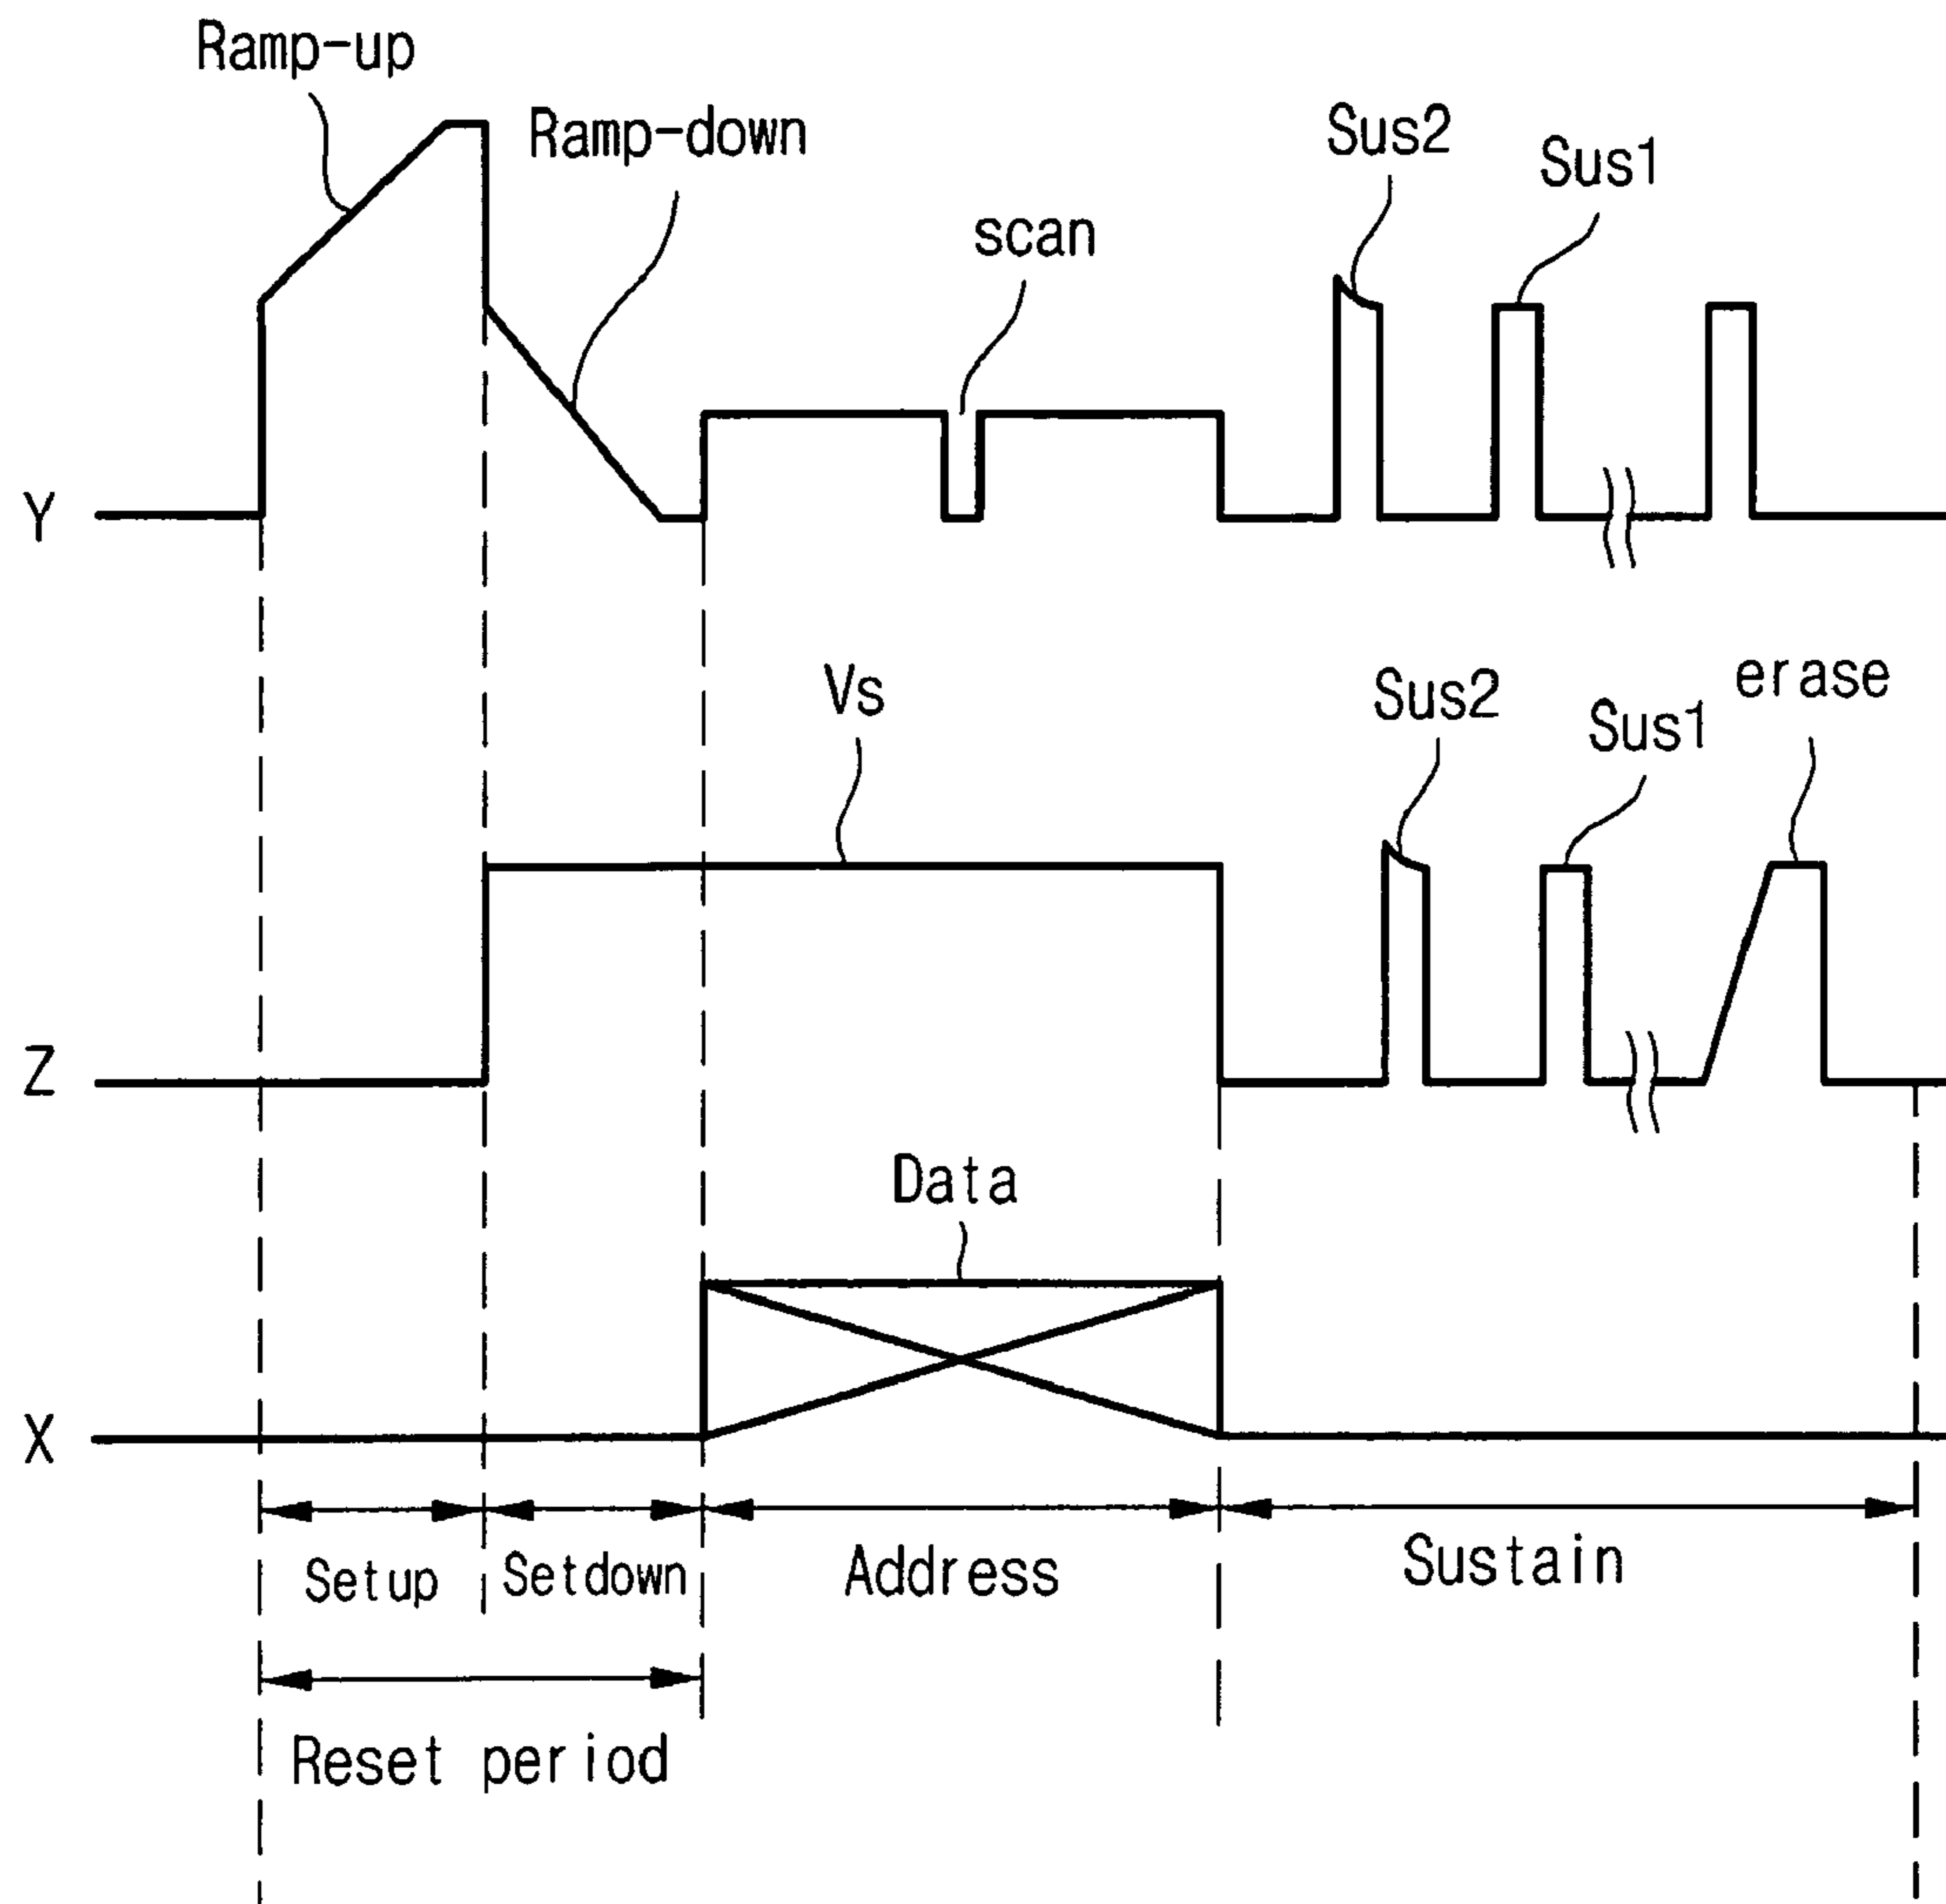 Ramp-up
Ramp-down
Sus2
Sus1
scan
Y
Vs
Sus2
Sus1
erase
Z
Data
X
Setup
Setdown
Address
Sustain
Reset period